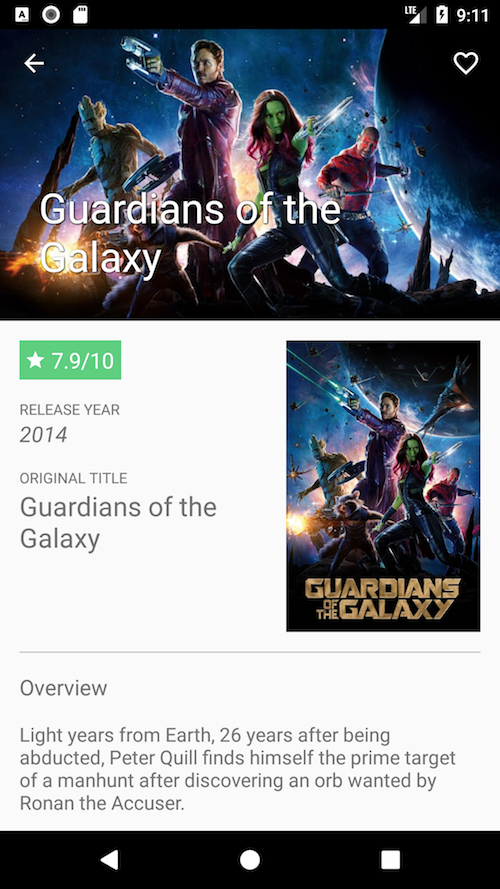 A
LTE
9:11
Guardians of the
Galaxy
7.9/10
RELEASE YEAR
2014
ORIGINAL TITLE
Guardians of the
Galaxy
GUARDIANS
OF THE GALAXY
Overview
Light years from Earth, 26 years after being
abducted, Peter Quill finds himself the prime target
of a manhunt after discovering an orb wanted by
Ronan the Accuser.